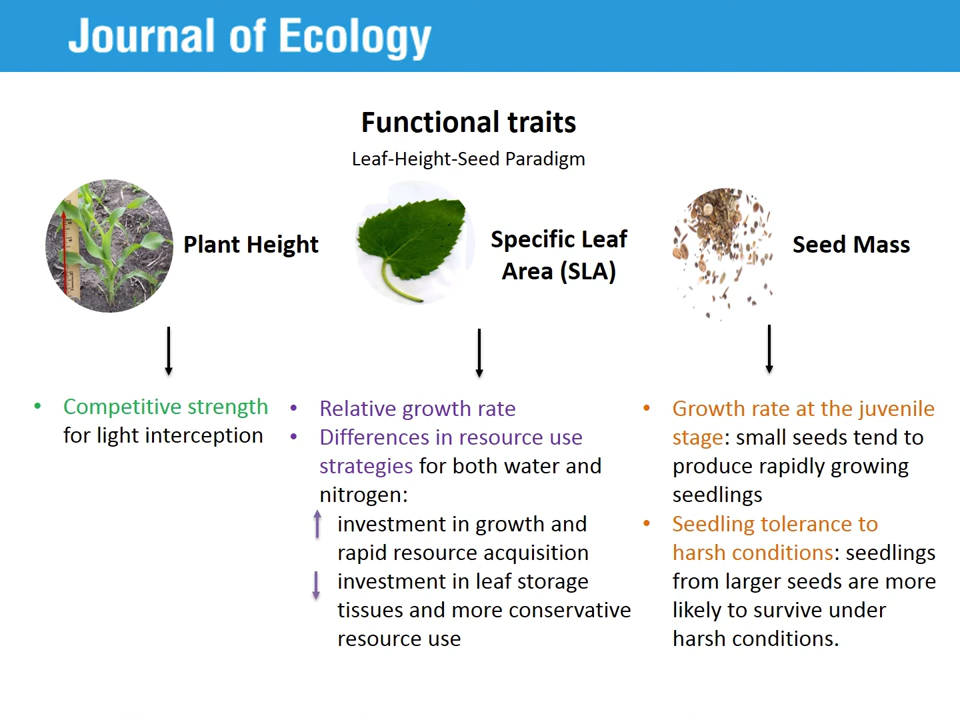 Journal of Ecology
Functional traits
Leaf-Height-Seed Paradigm
Plant Height
Specific Leaf
Area (SLA)
Seed Mass
• Competitive strength
for light interception
• Relative growth rate
• Differences in resource use
strategies for both water and
nitrogen:
↑ investment in growth and
rapid resource acquisition
↓ investment in leaf storage
tissues and more conservative
resource use
• Growth rate at the juvenile
stage: small seeds tend to
produce rapidly growing
seedlings
• Seedling tolerance to
harsh conditions: seedlings
from larger seeds are more
likely to survive under
harsh conditions.